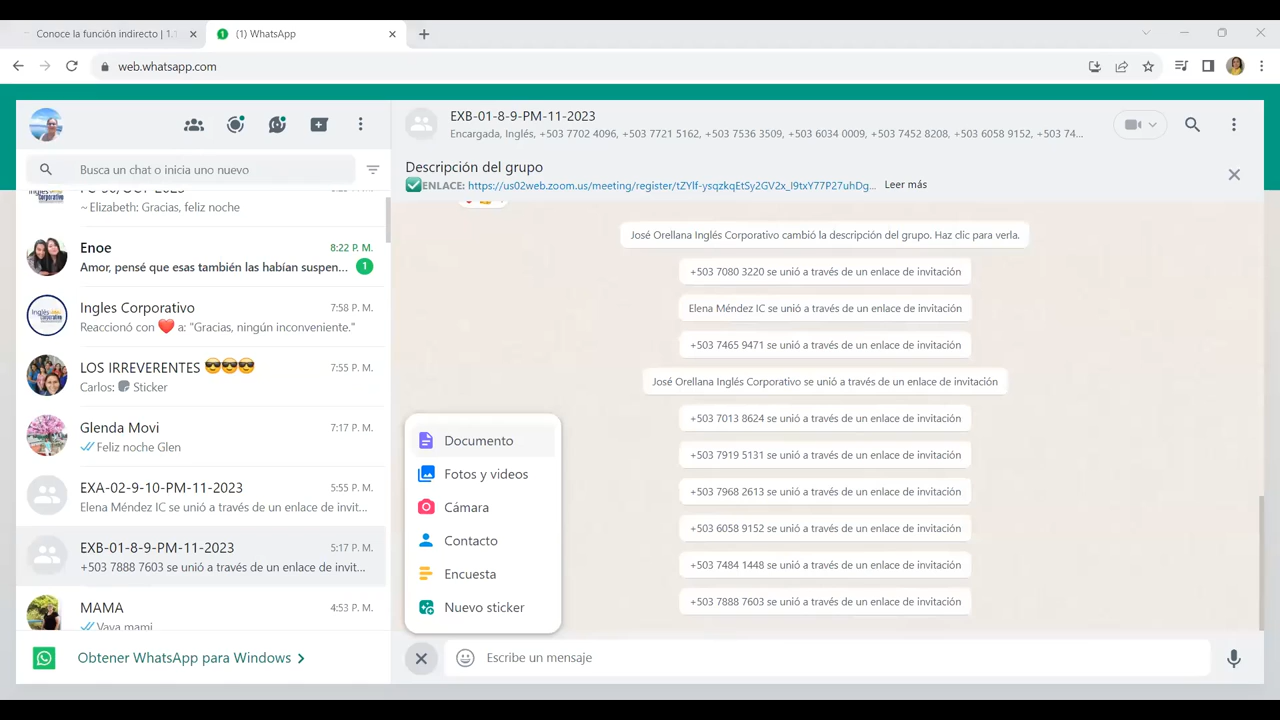 Conoce la función indirecto | 1.1
(1) WhatsApp
web.whatsapp.com
EXB-01-8-9-PM-11-2023
Encargada, Inglés, +503 7702 4096, +503 7721 5162, +503 7536 3509, +503 6034 0009, +503 7452 8208, +503 6058 9152, +503 74...
Busca un chat o inicia uno nuevo
Descripción del grupo
ENLACE: https://us02web.zoom.us/meeting/register/tZYlf-ysqzkqEtSy2GV2x_I9txY77P27uhDg... Leer más
~ Elizabeth: Gracias, feliz noche
Enoe
8:22 P. M.
Amor, pensé que esas también las habían suspen...
1
Ingles Corporativo
7:58 P. M.
Reaccionó con ❤️ a: "Gracias, ningún inconveniente."
LOS IRREVERENTES 😎😎😎
7:55 P. M.
Carlos: Sticker
Glenda Movi
7:17 P. M.
Feliz noche Glen
EXA-02-9-10-PM-11-2023
5:55 P. M.
Elena Méndez IC se unió a través de un enlace de invit...
EXB-01-8-9-PM-11-2023
5:17 P. M.
+503 7888 7603 se unió a través de un enlace de invit...
MAMA
4:53 P. M.
Vaya mami
Obtener WhatsApp para Windows
José Orellana Inglés Corporativo cambió la descripción del grupo. Haz clic para verla.
+503 7080 3220 se unió a través de un enlace de invitación
Elena Méndez IC se unió a través de un enlace de invitación
+503 7465 9471 se unió a través de un enlace de invitación
José Orellana Inglés Corporativo se unió a través de un enlace de invitación
+503 7013 8624 se unió a través de un enlace de invitación
+503 7919 5131 se unió a través de un enlace de invitación
+503 7968 2613 se unió a través de un enlace de invitación
+503 6058 9152 se unió a través de un enlace de invitación
+503 7484 1448 se unió a través de un enlace de invitación
+503 7888 7603 se unió a través de un enlace de invitación
Documento
Fotos y videos
Cámara
Contacto
Encuesta
Nuevo sticker
Escribe un mensaje